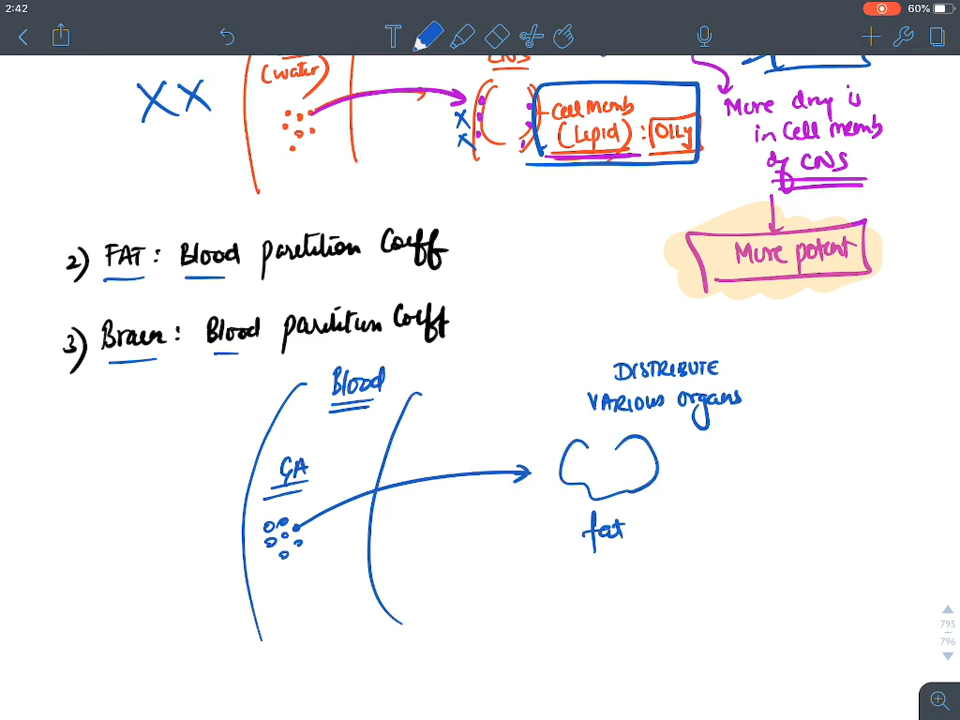 2:42
60%
T
CNS
(water)
XX
X
X
Cell Memb
(Lipid) : Oily
More drug is
in Cell memb
of CNS
More potent
2) FAT : Blood partition Coeff
3) Brain : Blood partition Coeff
Blood
DISTRIBUTE
VARIOUS organs
GA
fat
795
796